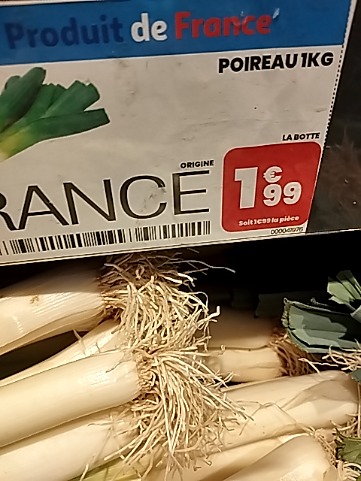 Produit de France
POIREAU 1KG
LA BOTTE
ORIGINE
RANCE
1€99
Soit 1€99 la pièce